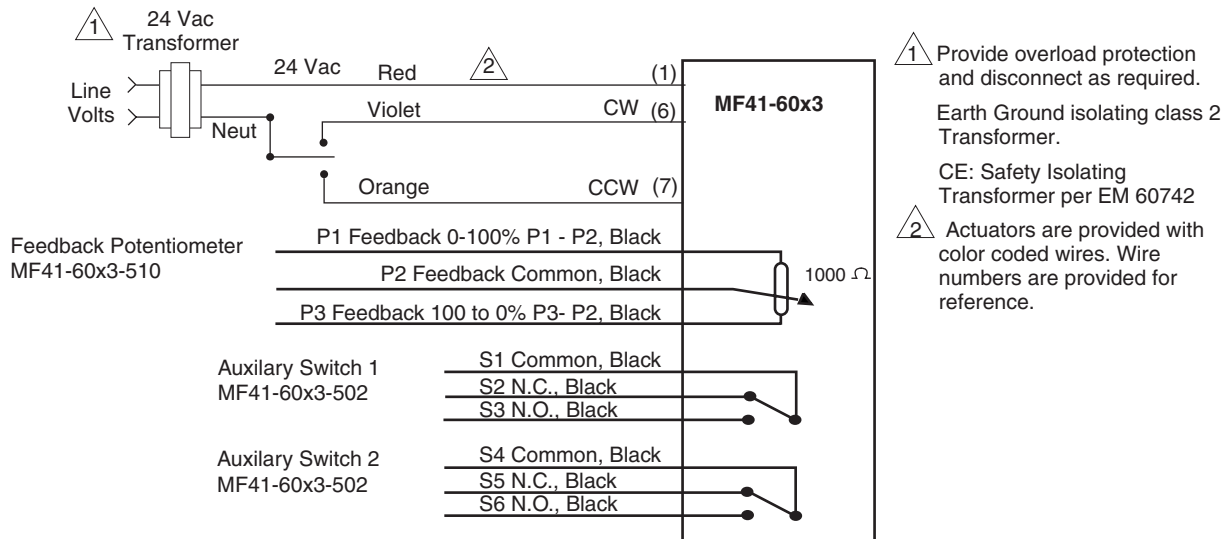 1
24 Vac
Transformer
Line
Volts
Neut
24 Vac
Red
2
(1)
Violet
CW (6)
Orange
CCW (7)
MF41-60x3
Feedback Potentiometer
MF41-60x3-510
P1 Feedback 0-100% P1 - P2, Black
P2 Feedback Common, Black
P3 Feedback 100 to 0% P3- P2, Black
1000 Ω
Auxilary Switch 1
MF41-60x3-502
S1 Common, Black
S2 N.C., Black
S3 N.O., Black
Auxilary Switch 2
MF41-60x3-502
S4 Common, Black
S5 N.C., Black
S6 N.O., Black
1 Provide overload protection
and disconnect as required.
Earth Ground isolating class 2
Transformer.
CE: Safety Isolating
Transformer per EM 60742
2 Actuators are provided with
color coded wires. Wire
numbers are provided for
reference.